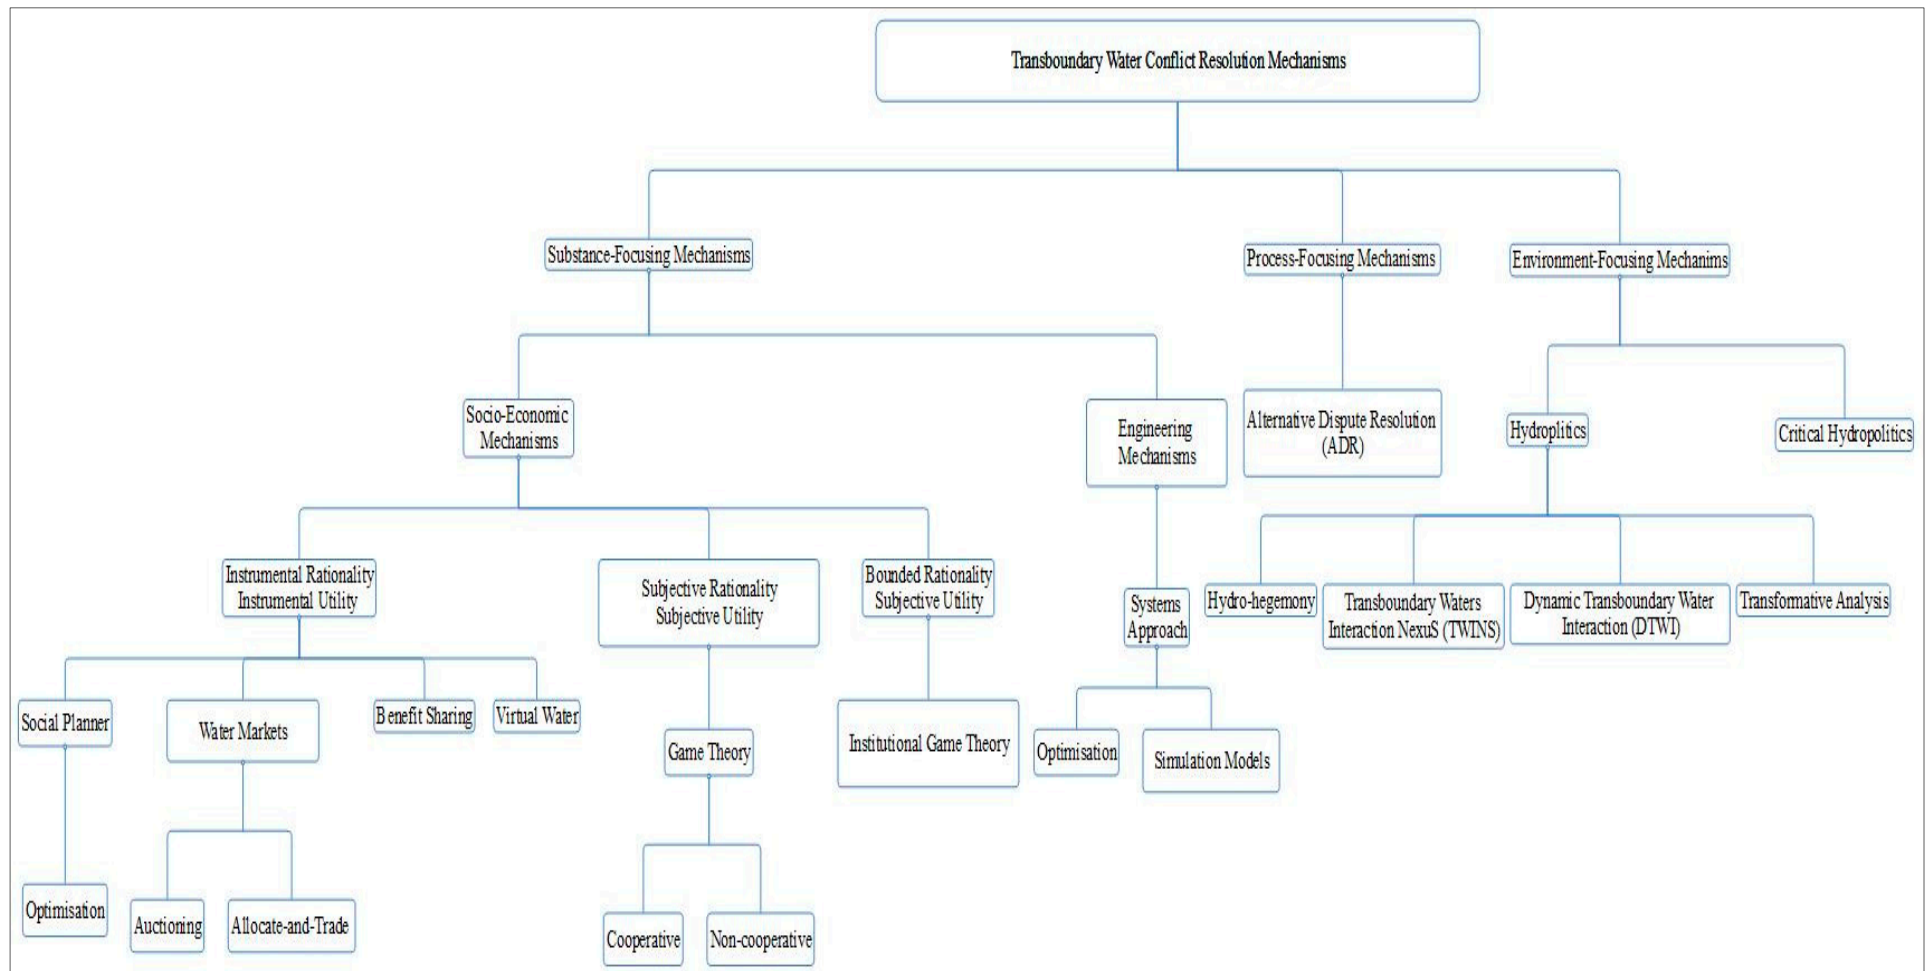 Transboundary Water Conflict Resolution Mechanisms
Substance-Focusing Mechanisms
Process-Focusing Mechanisms
Environment-Focusing Mechanims
Socio-Economic
Mechanisms
Engineering
Mechanisms
Alternative Dispute Resolution
(ADR)
Hydroplitics
Critical Hydropolitics
Instrumental Rationality
Instrumental Utility
Subjective Rationality
Subjective Utility
Bounded Rationality
Subjective Utility
Systems
Approach
Hydro-hegemony
Transboundary Waters
Interaction NexuS (TWINS)
Dynamic Transboundary Water
Interaction (DTWI)
Transformative Analysis
Social Planner
Water Markets
Benefit Sharing
Virtual Water
Game Theory
Institutional Game Theory
Optimisation
Simulation Models
Optimisation
Auctioning
Allocate-and-Trade
Cooperative
Non-cooperative